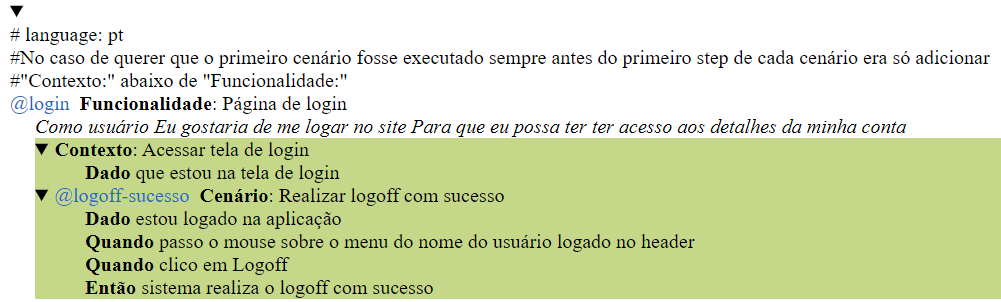 # language: pt
#No caso de querer que o primeiro cenário fosse executado sempre antes do primeiro step de cada cenário era só adicionar
#"Contexto:" abaixo de "Funcionalidade:"
@login Funcionalidade: Página de login
Como usuário Eu gostaria de me logar no site Para que eu possa ter ter acesso aos detalhes da minha conta
Contexto: Acessar tela de login
Dado que estou na tela de login
@logoff-sucesso Cenário: Realizar logoff com sucesso
Dado estou logado na aplicação
Quando passo o mouse sobre o menu do nome do usuário logado no header
Quando clico em Logoff
Então sistema realiza o logoff com sucesso